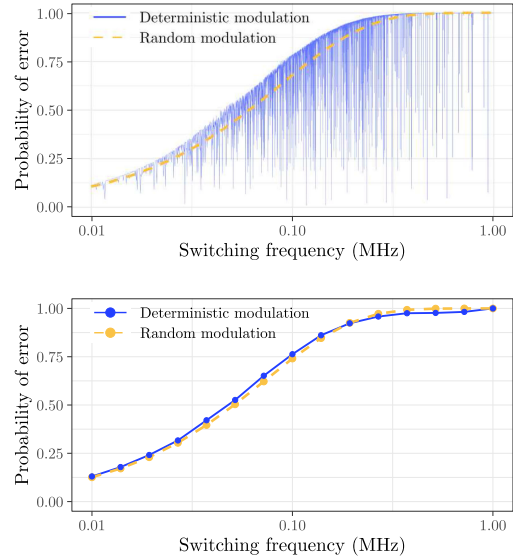 1.00
0.75
0.50
0.25
0.00
Probability of error
Deterministic modulation
Random modulation
0.01
0.10
1.00
Switching frequency (MHz)
1.00
0.75
0.50
0.25
0.00
Probability of error
Deterministic modulation
Random modulation
0.01
0.10
1.00
Switching frequency (MHz)